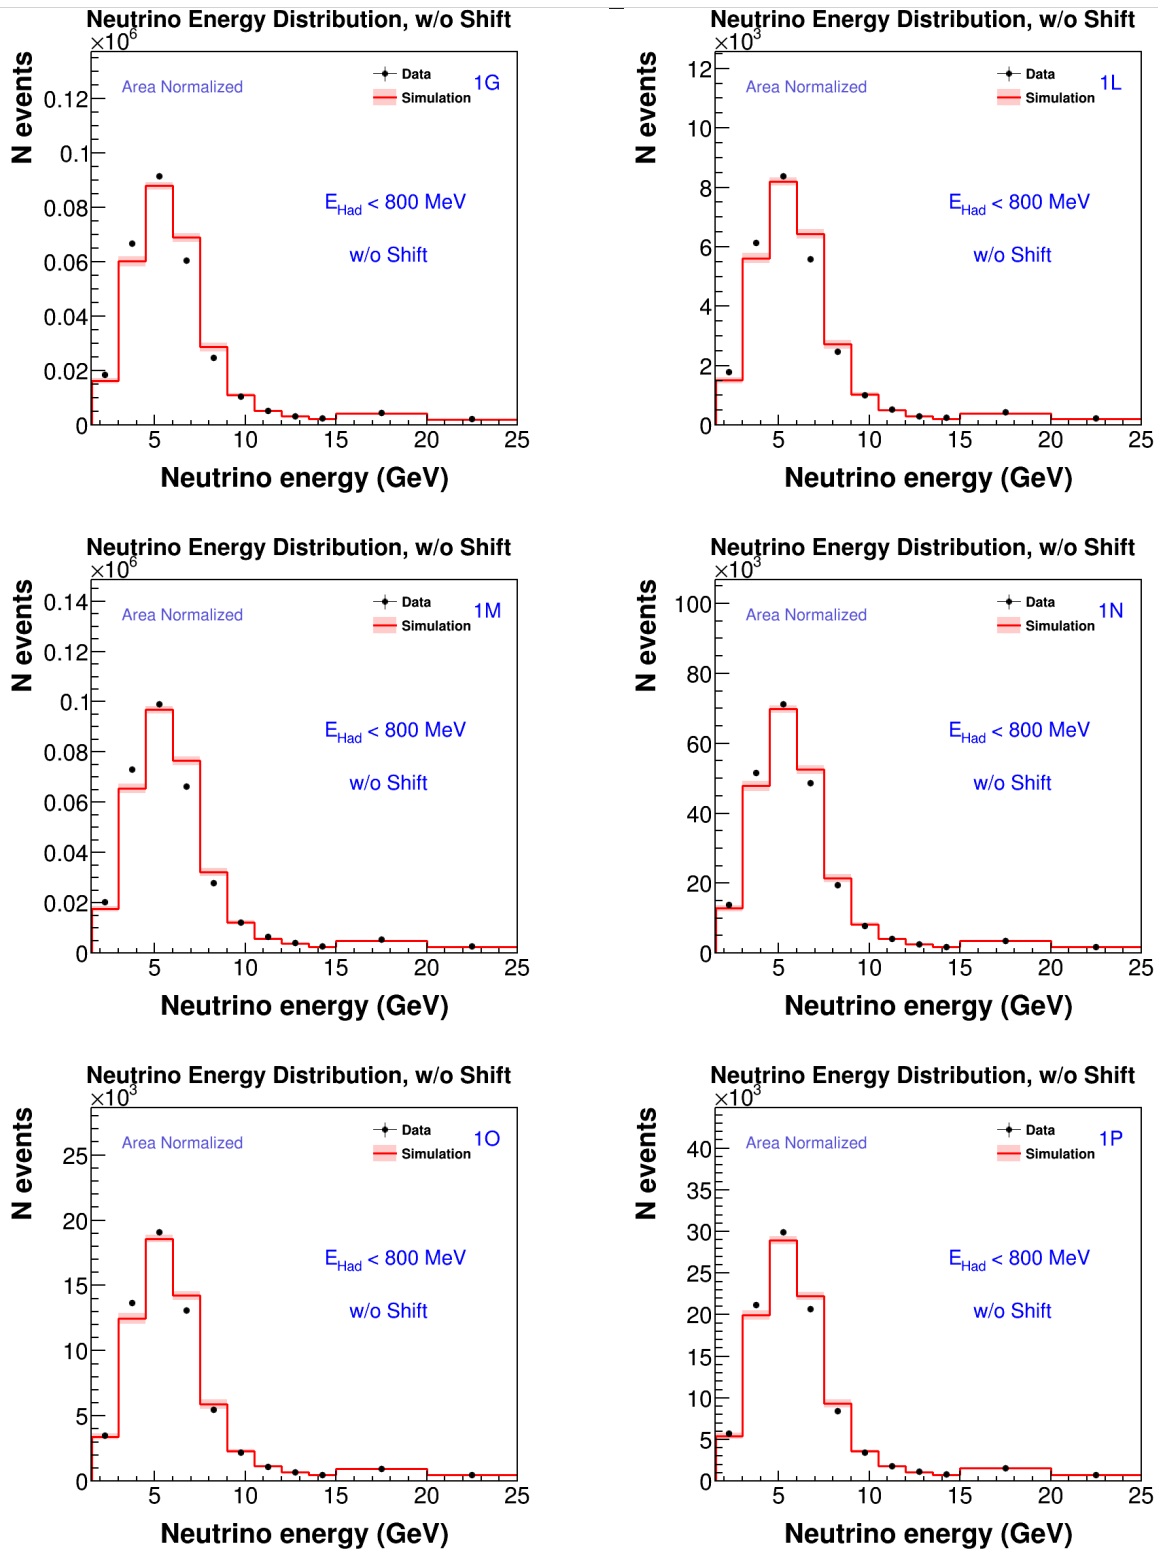 Neutrino Energy Distribution, w/o Shift
×10^6
Area Normalized
Data
Simulation
1G
E_Had < 800 MeV
w/o Shift
N events
0.12
0.1
0.08
0.06
0.04
0.02
0
5 10 15 20 25
Neutrino energy (GeV)
Neutrino Energy Distribution, w/o Shift
×10^3
Area Normalized
Data
Simulation
1L
E_Had < 800 MeV
w/o Shift
N events
12
10
8
6
4
2
0
5 10 15 20 25
Neutrino energy (GeV)
Neutrino Energy Distribution, w/o Shift
×10^6
Area Normalized
Data
Simulation
1M
E_Had < 800 MeV
w/o Shift
N events
0.14
0.12
0.1
0.08
0.06
0.04
0.02
0
5 10 15 20 25
Neutrino energy (GeV)
Neutrino Energy Distribution, w/o Shift
×10^3
Area Normalized
Data
Simulation
1N
E_Had < 800 MeV
w/o Shift
N events
100
80
60
40
20
0
5 10 15 20 25
Neutrino energy (GeV)
Neutrino Energy Distribution, w/o Shift
×10^3
Area Normalized
Data
Simulation
1O
E_Had < 800 MeV
w/o Shift
N events
25
20
15
10
5
0
5 10 15 20 25
Neutrino energy (GeV)
Neutrino Energy Distribution, w/o Shift
×10^3
Area Normalized
Data
Simulation
1P
E_Had < 800 MeV
w/o Shift
N events
40
35
30
25
20
15
10
5
0
5 10 15 20 25
Neutrino energy (GeV)